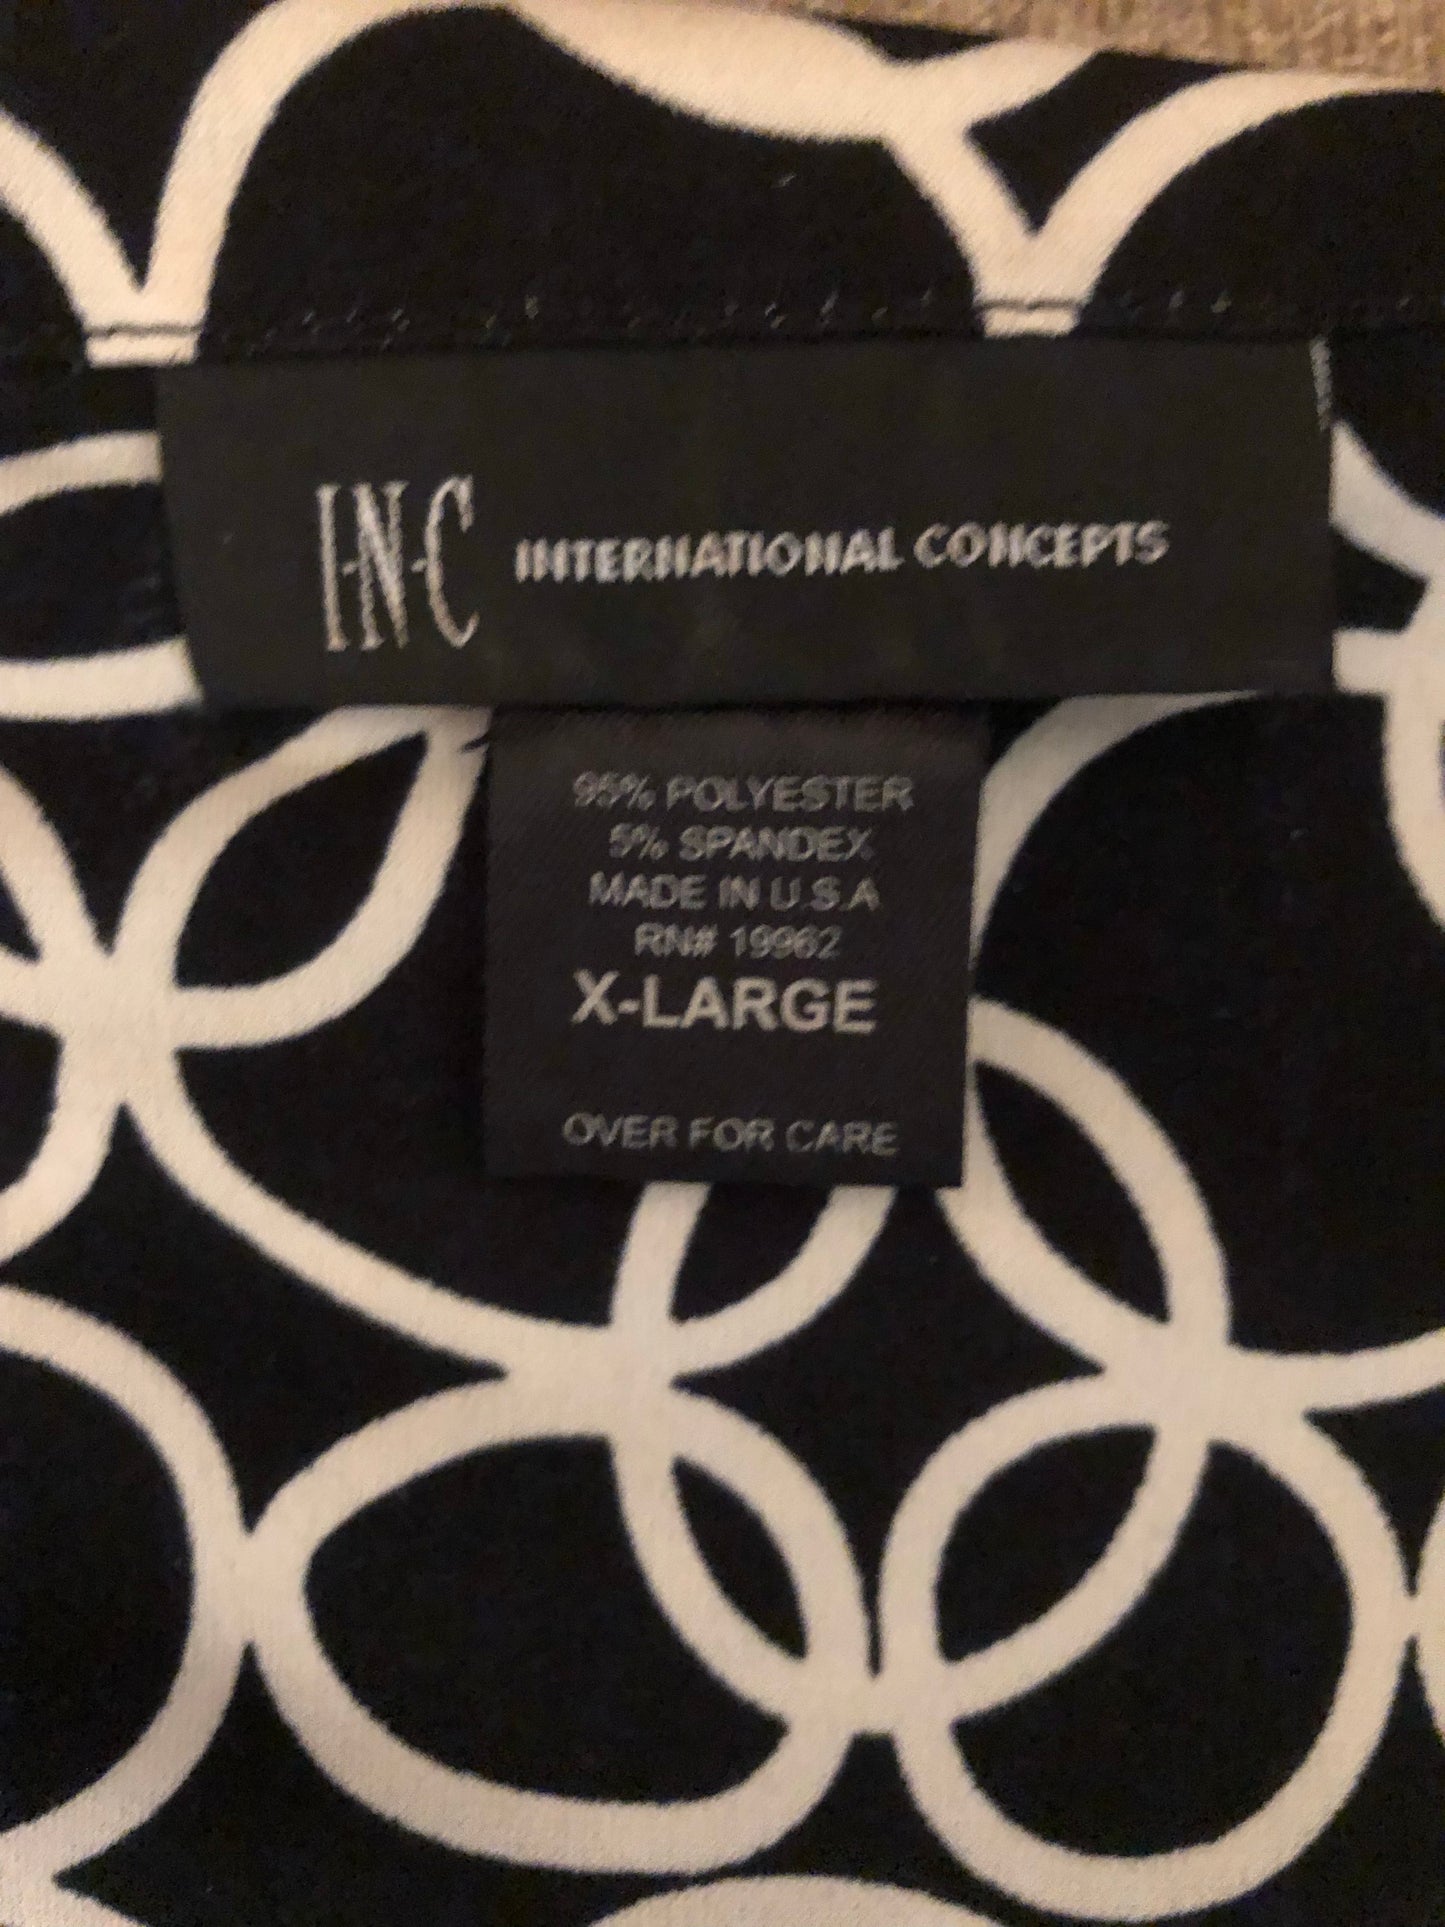 I·N·C INTERNATIONAL CONCEPTS
95% POLYESTER
5% SPANDEX
MADE IN U.S.A
RN# 19962
X-LARGE
OVER FOR CARE